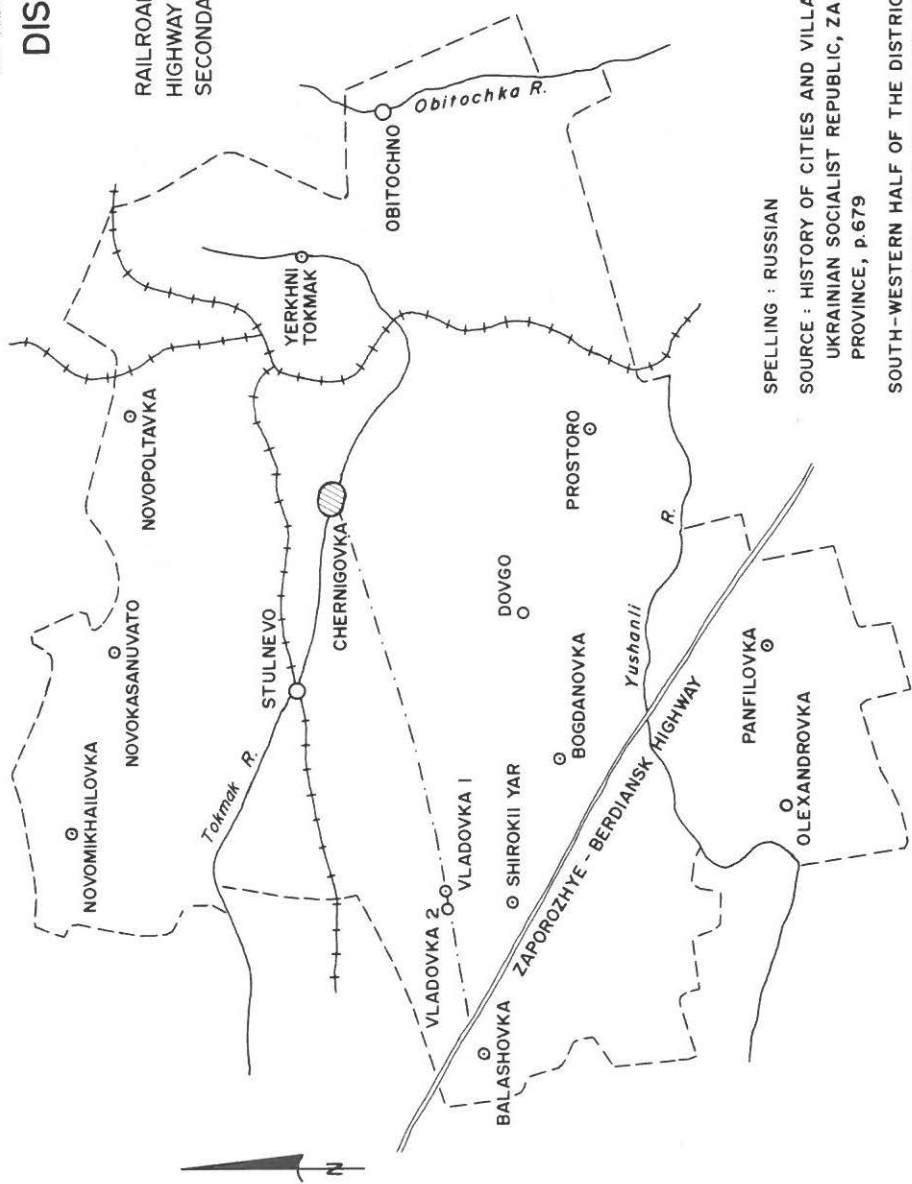 DIS
RAILROA
HIGHWAY
SECONDA
NOVOMIKHAILOVKA
NOVOKASANUVATO
NOVOPOLTAVKA
YERKHNI
TOKMAK
OBITOCHNO
Obitochka R.
Tokmak R.
STULNEVO
CHERNIGOVKA
VLADOVKA 2
VLADOVKA 1
SHIROKII YAR
BALASHOVKA
DOVGO
BOGDANOVKA
PROSTORO
Yushanli R.
ZAPOROZHYE - BERDIANSK HIGHWAY
PANFILOVKA
OLEXANDROVKA
N
SPELLING : RUSSIAN
SOURCE : HISTORY OF CITIES AND VILLA
UKRAINIAN SOCIALIST REPUBLIC, ZA
PROVINCE, p.679
SOUTH-WESTERN HALF OF THE DISTRIC